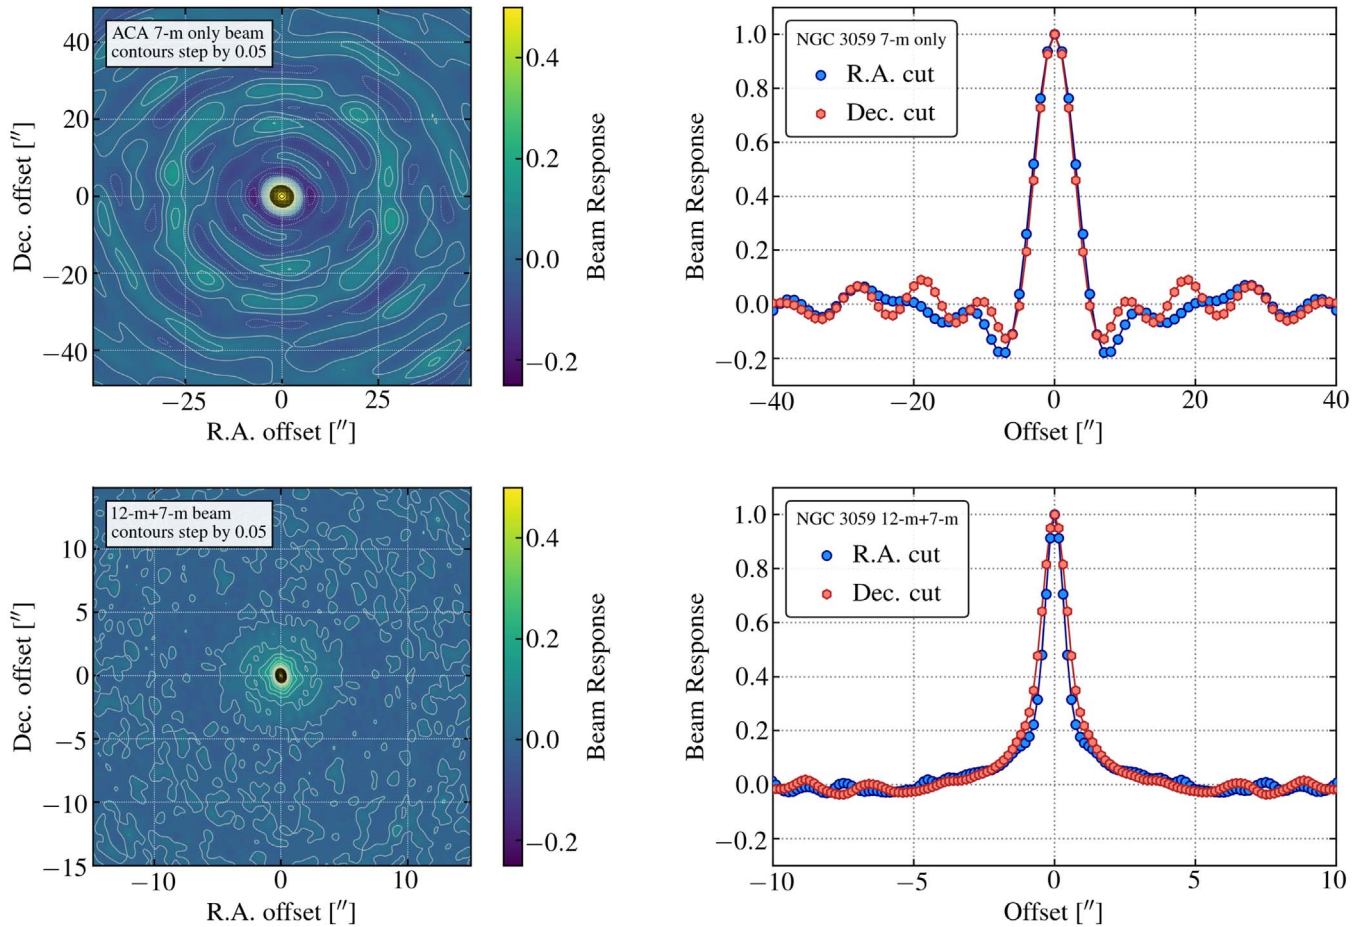 ACA 7-m only beam
contours step by 0.05
40
20
0
−20
−40
−25
0
25
Dec. offset [″]
R.A. offset [″]
0.4
0.2
0.0
−0.2
Beam Response
NGC 3059 7-m only
R.A. cut
Dec. cut
1.0
0.8
0.6
0.4
0.2
0.0
−0.2
−40
−20
0
20
40
Beam Response
Offset [″]
12-m+7-m beam
contours step by 0.05
10
5
0
−5
−10
−15
−10
0
10
Dec. offset [″]
R.A. offset [″]
0.4
0.2
0.0
−0.2
Beam Response
NGC 3059 12-m+7-m
R.A. cut
Dec. cut
1.0
0.8
0.6
0.4
0.2
0.0
−0.2
−10
−5
0
5
10
Beam Response
Offset [″]